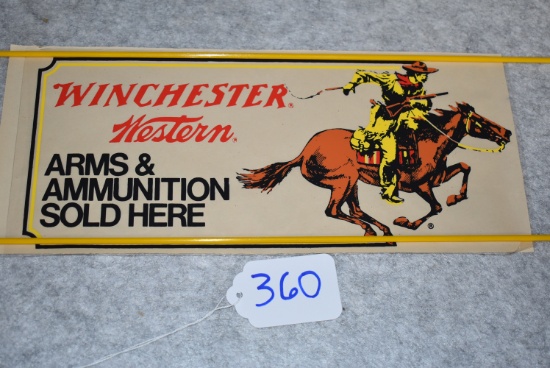 WINCHESTER®
Western®
ARMS &
AMMUNITION
SOLD HERE
®
360